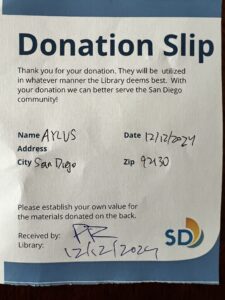 Donation Slip
Thank you for your donation. They will be utilized
in whatever manner the Library deems best. With
your donation we can better serve the San Diego
community!
Name AYLUS Date 12/12/2024
Address
City San Diego Zip 92130
Please establish your own value for
the materials donated on the back.
Received by:
Library: 12/12/2024
SD